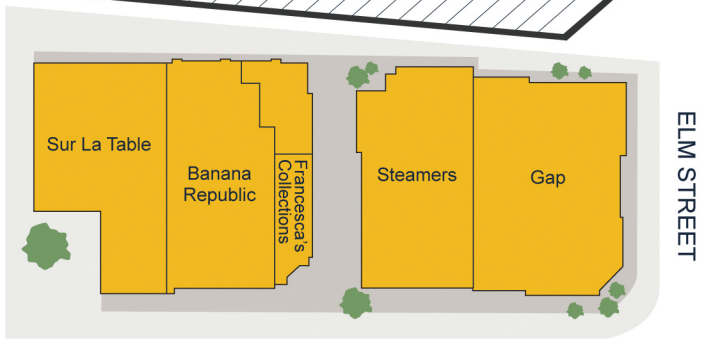 Sur La Table
Banana
Republic
Francesca's
Collections
Steamers
Gap
ELM STREET